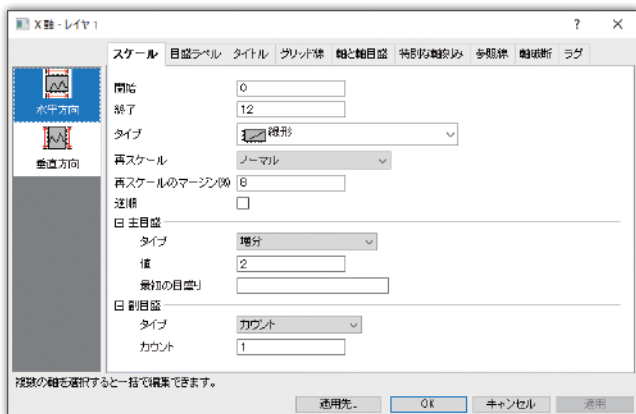 X 軸 - レイヤ 1
? ×
スケール 目盛ラベル タイトル グリッド線 軸と軸目盛 特別な軸刻み 参照線 軸破断 ラグ
水平方向
垂直方向
開始 0
終了 12
タイプ 線形
再スケール ノーマル
再スケールのマージン(%) 8
逆順
主目盛
タイプ 増分
値 2
最初の目盛り
副目盛
タイプ カウント
カウント 1
複数の軸を選択すると一括で編集できます。
適用先... OK キャンセル 適用